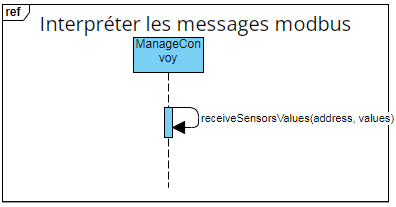 ref
Interpréter les messages modbus
ManageCon
voy
receiveSensorsValues(address, values)